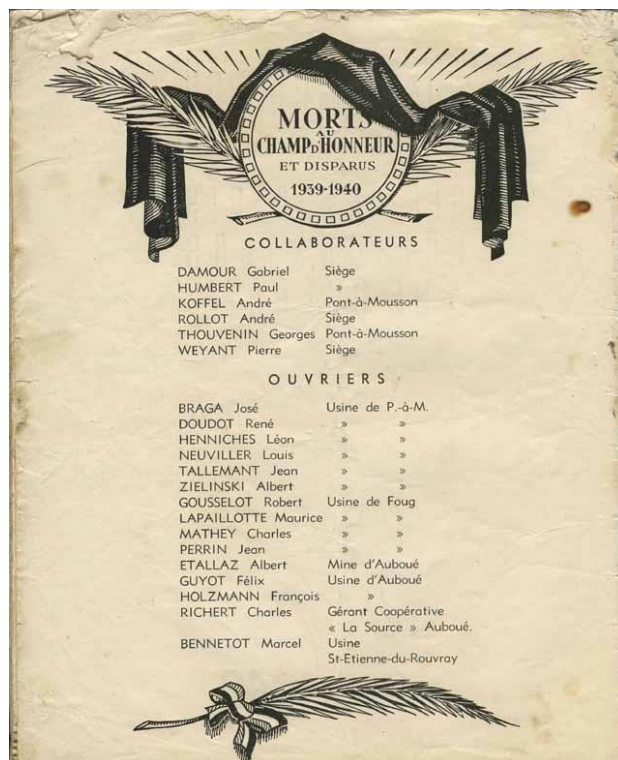 MORTS
AU
CHAMP D'HONNEUR
ET DISPARUS
1939-1940
COLLABORATEURS
DAMOUR Gabriel Siège
HUMBERT Paul »
KOFFEL André Pont-à-Mousson
ROLLOT André Siège
THOUVENIN Georges Pont-à-Mousson
WEYANT Pierre Siège
OUVRIERS
BRAGA José Usine de P.-à-M.
DOUDOT René » »
HENNICHES Léon » »
NEUVILLER Louis » »
TALLEMANT Jean » »
ZIELINSKI Albert » »
GOUSSELOT Robert Usine de Foug
LAPAILLOTTE Maurice » »
MATHEY Charles » »
PERRIN Jean » »
ETALLAZ Albert Mine d'Auboué
GUYOT Félix Usine d'Auboué
HOLZMANN François »
RICHERT Charles Gérant Coopérative
« La Source » Auboué.
BENNETOT Marcel Usine
St-Etienne-du-Rouvray